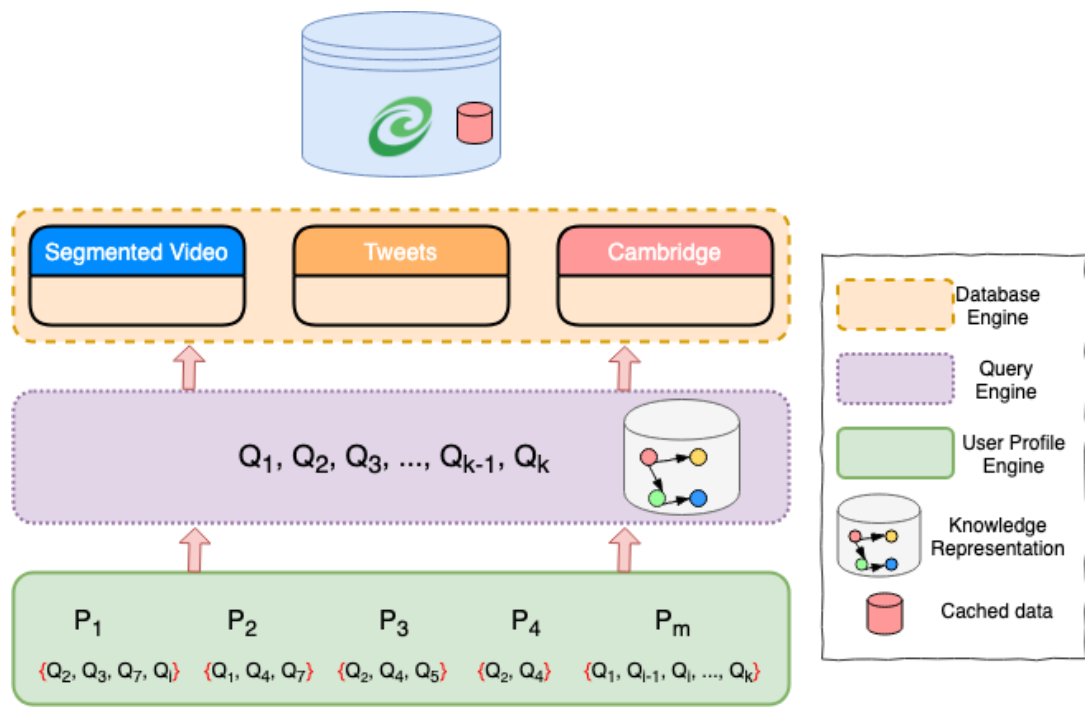 Segmented Video Tweets Cambridge
Q₁, Q₂, Q₃, ..., Qₖ₋₁, Qₖ
P₁ P₂ P₃ P₄ Pₘ
{Q₂, Q₃, Q₇, Qᵢ} {Q₁, Q₄, Q₇} {Q₂, Q₄, Q₅} {Q₂, Q₄} {Q₁, Qᵢ₋₁, Qᵢ, ..., Qₖ}
Database
Engine
Query
Engine
User Profile
Engine
Knowledge
Representation
Cached data